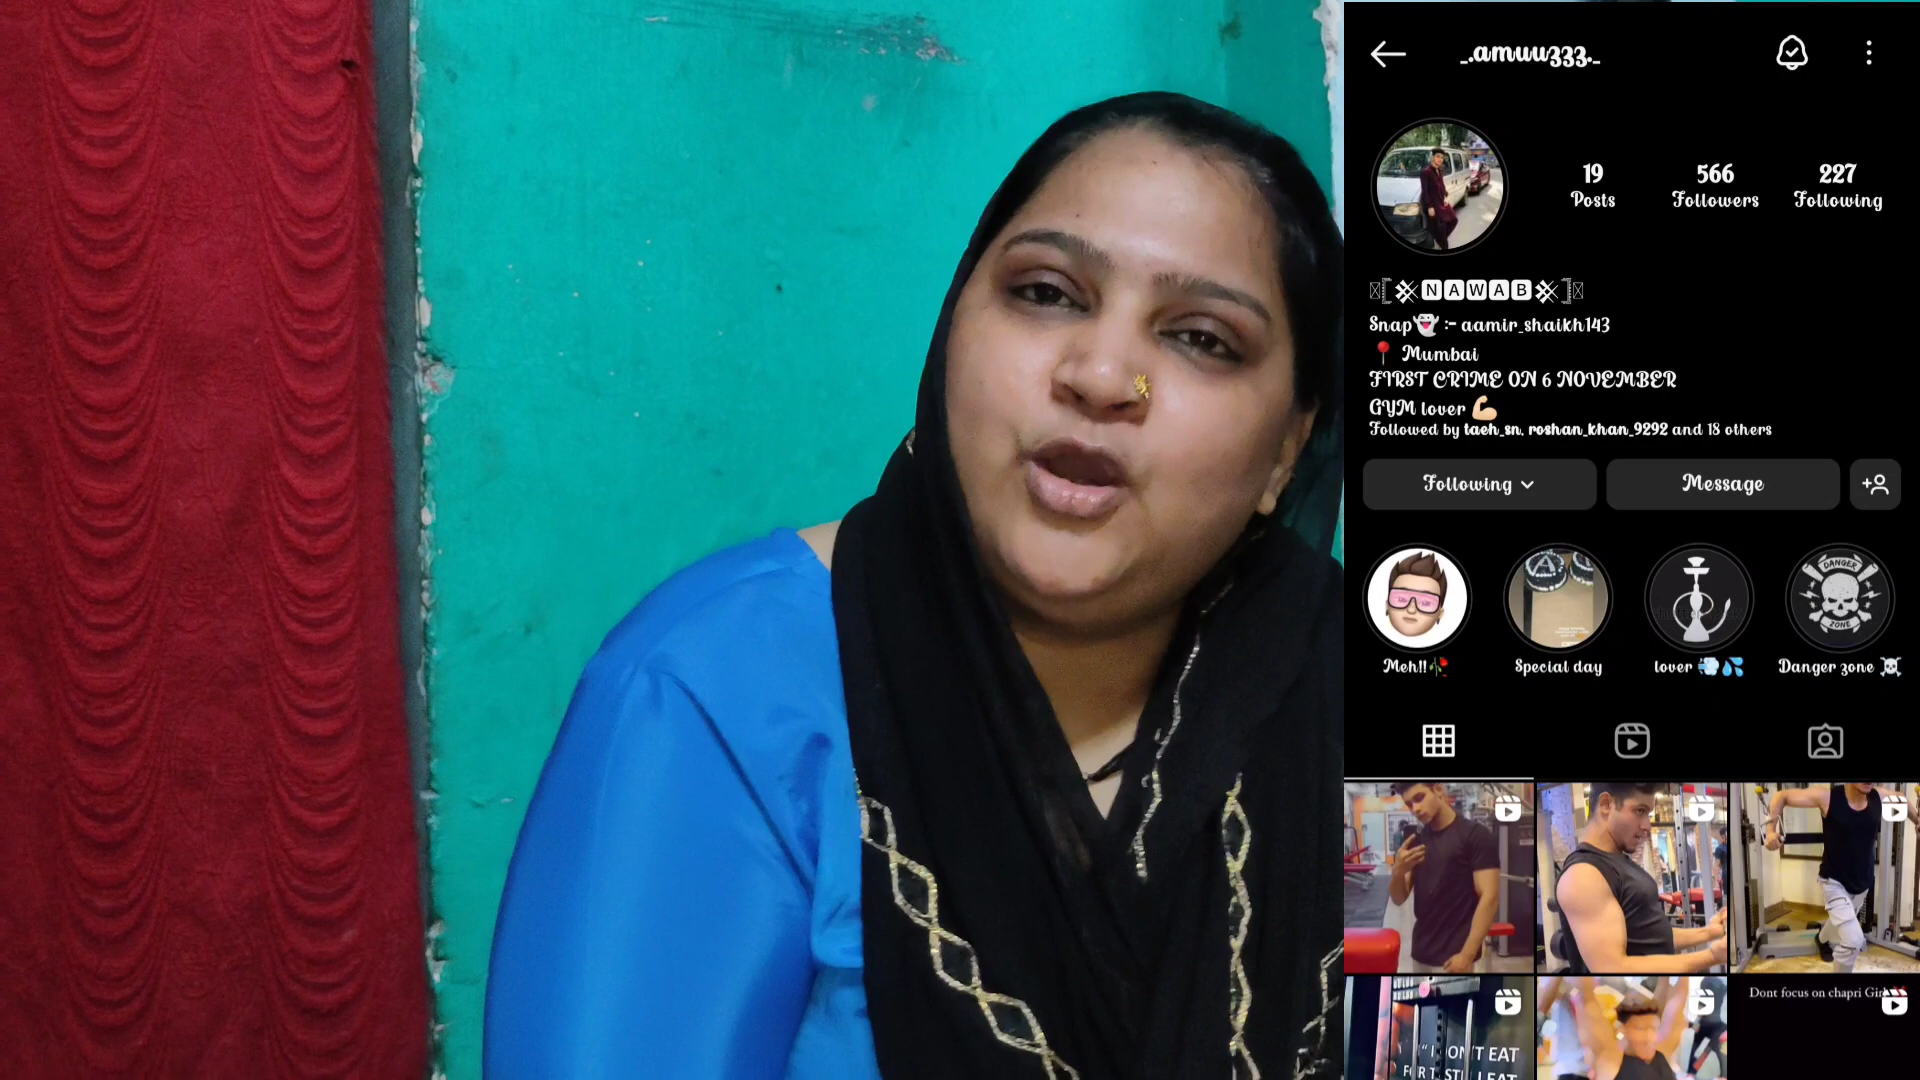 _.amuu333._
19
Posts
566
Followers
227
Following
NAWAB
Snap👻 :- aamir_shaikh143
📍 Mumbai
FIRST CRIME ON 6 NOVEMBER
GYM lover 💪🏻
Followed by taeh_sn, roshan_khan_9292 and 18 others
Following
Message
DANGER
ZONE
Meh!!🥀
Special day
lover 💨💦
Danger zone ☠️
Dont focus on chapri
"I DON'T EAT